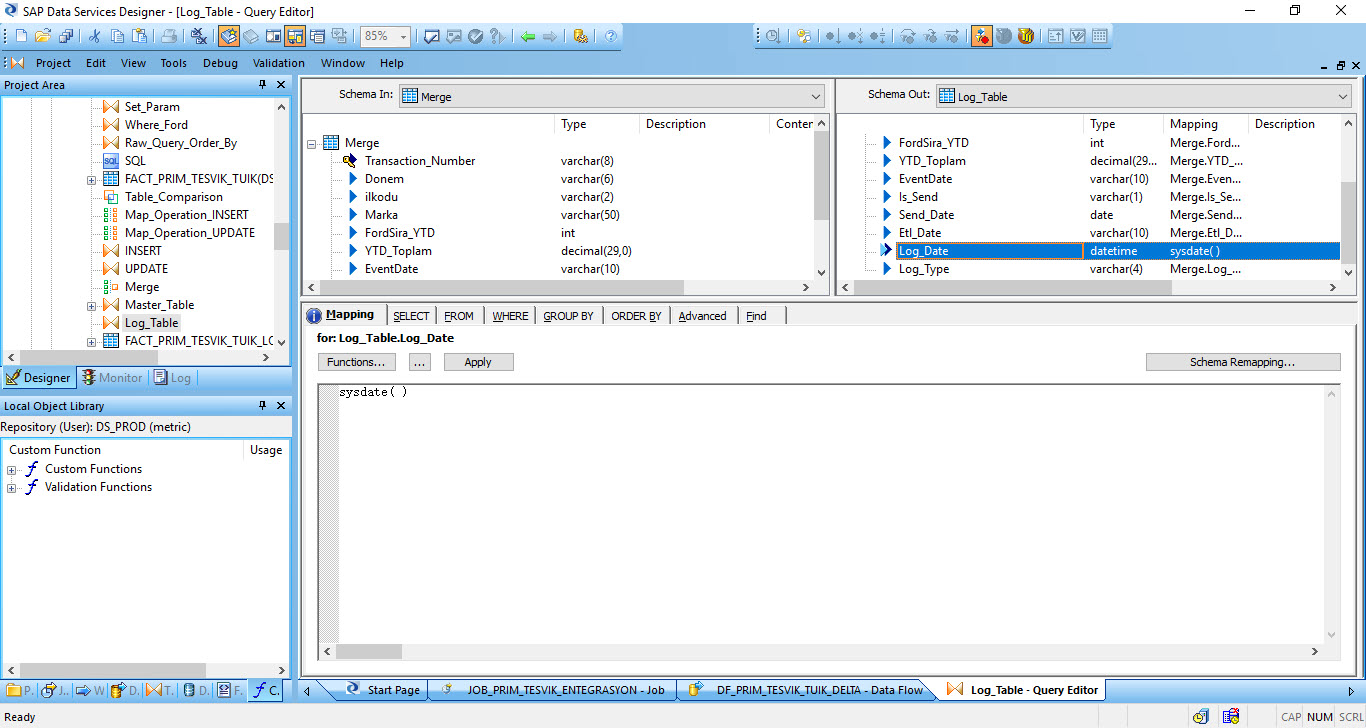 SAP Data Services Designer - [Log_Table - Query Editor]
85%
Project Edit View Tools Debug Validation Window Help
Project Area
Set_Param
Where_Ford
Raw_Query_Order_By
SQL SQL
FACT_PRIM_TESVIK_TUIK(DS
Table_Comparison
Map_Operation_INSERT
Map_Operation_UPDATE
INSERT
UPDATE
Merge
Master_Table
Log_Table
FACT_PRIM_TESVIK_TUIK_LC
Designer Monitor Log
Local Object Library
Repository (User): DS_PROD (metric)
Custom Function Usage
Custom Functions
Validation Functions
P. J.. W D. T. D. F. C.
Schema In: Merge
Type Description Conter
Merge
Transaction_Number varchar(8)
Donem varchar(6)
ilkodu varchar(2)
Marka varchar(50)
FordSira_YTD int
YTD_Toplam decimal(29,0)
EventDate varchar(10)
Schema Out: Log_Table
Type Mapping Description
FordSira_YTD int Merge.Ford...
YTD_Toplam decimal(29... Merge.YTD_...
EventDate varchar(10) Merge.Even...
Is_Send varchar(1) Merge.Is_Se...
Send_Date date Merge.Send...
Etl_Date varchar(10) Merge.Etl_D...
Log_Date datetime sysdate( )
Log_Type varchar(4) Merge.Log_...
Mapping SELECT FROM WHERE GROUP BY ORDER BY Advanced Find
for: Log_Table.Log_Date
Functions... ... Apply Schema Remapping...
sysdate( )
Start Page JOB_PRIM_TESVIK_ENTEGRASYON - Job DF_PRIM_TESVIK_TUIK_DELTA - Data Flow Log_Table - Query Editor
Ready CAP NUM SCRL